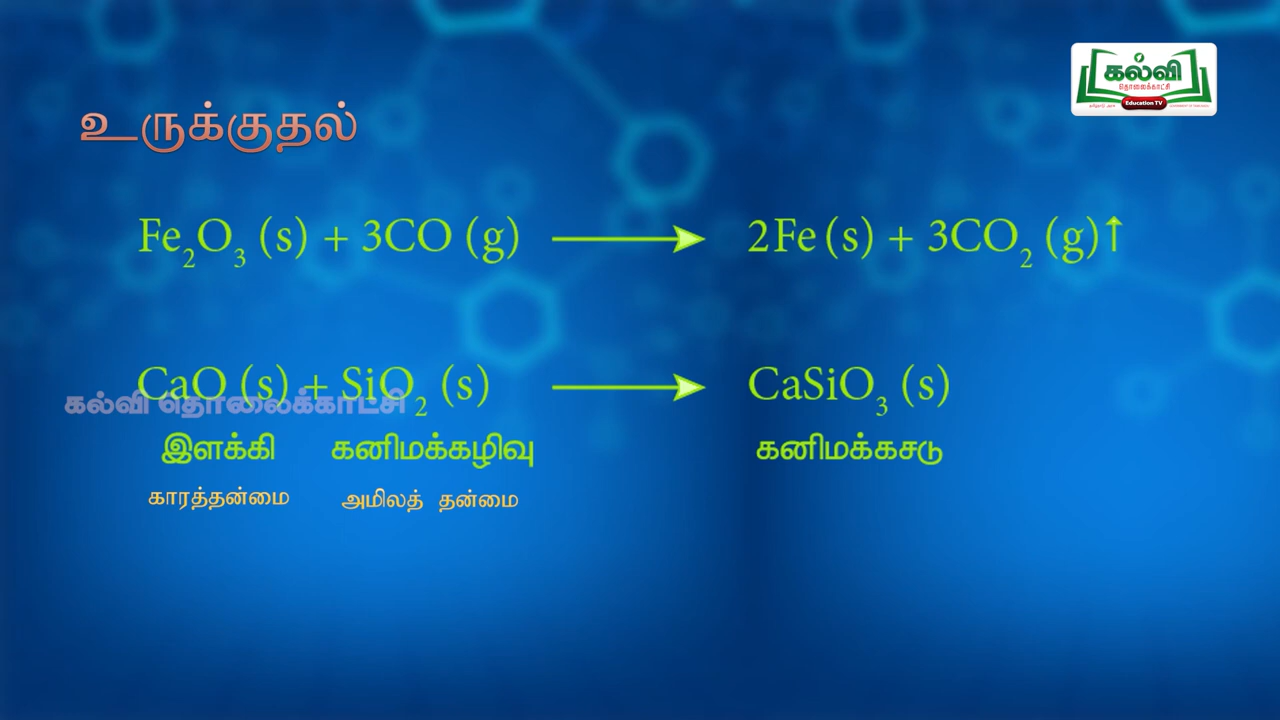 கல்வி
தொலைக்காட்சி
Education TV
உருக்குதல்
Fe₂O₃ (s) + 3CO (g) → 2Fe (s) + 3CO₂ (g)↑
CaO (s) + SiO₂ (s) → CaSiO₃ (s)
கல்வி தொலைக்காட்சி
இளக்கி கனிமக்கழிவு கனிமக்கசடு
காரத்தன்மை அமிலத் தன்மை